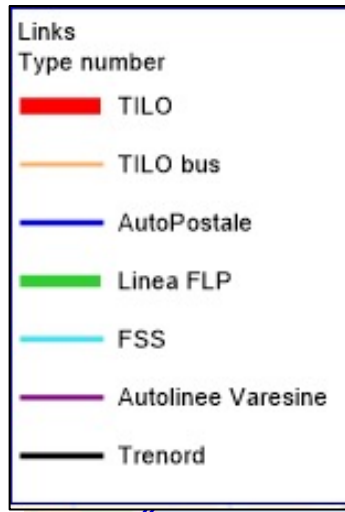 Links
Type number
TILO
TILO bus
AutoPostale
Linea FLP
FSS
Autolinee Varesine
Trenord